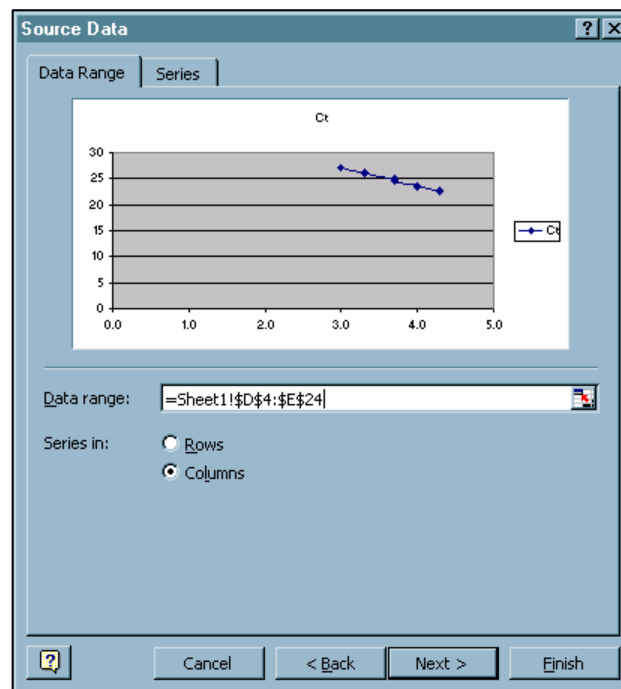 Source Data
Data Range Series
Ct
30
25
20
15
10
5
0
0.0 1.0 2.0 3.0 4.0 5.0
Ct
Data range: =Sheet1!$D$4:$E$24
Series in: Rows
Columns
Cancel < Back Next > Finish